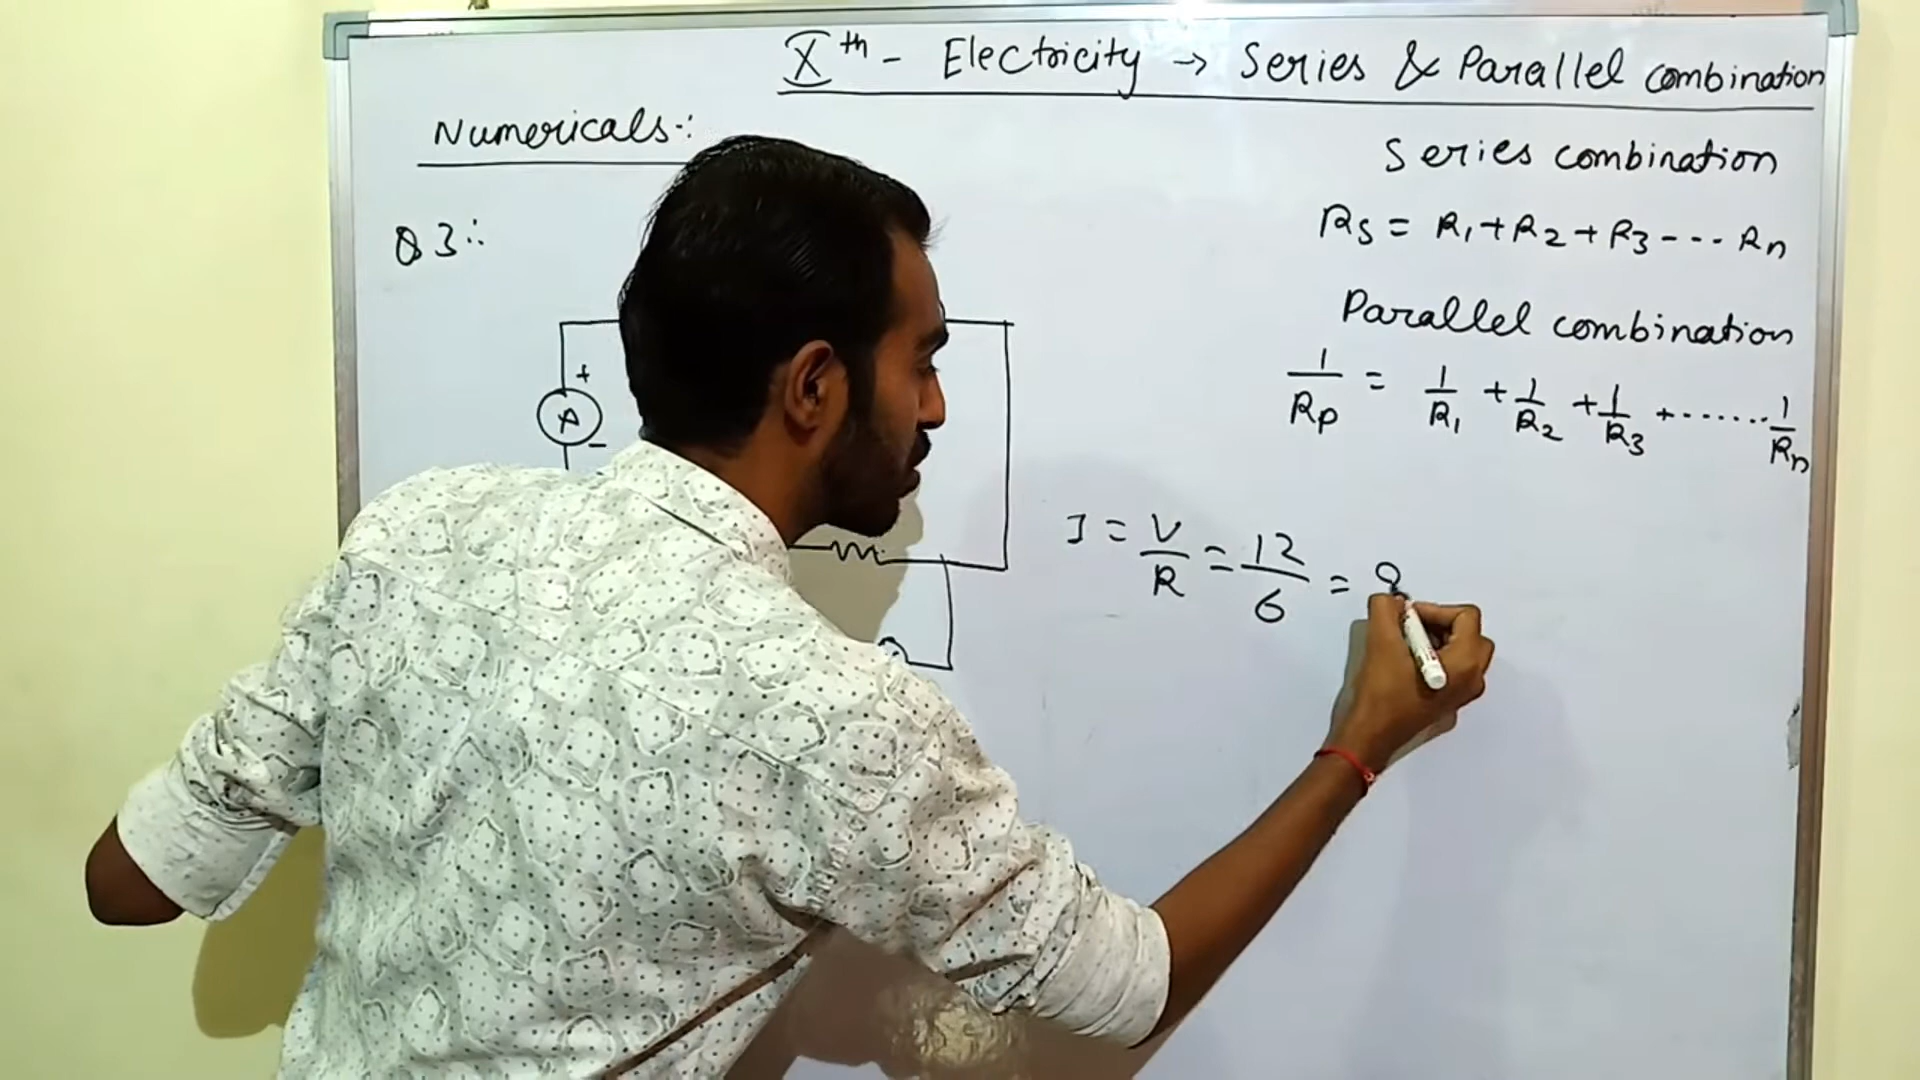 Xth - Electricity → Series & Parallel combination
Numericals:
Q3:
Series combination
RS = R1 + R2 + R3 --- Rn
Parallel combination
1/RP = 1/R1 + 1/R2 + 1/R3 + ...... 1/Rn
+
A
-
I = V/R = 12/6 =